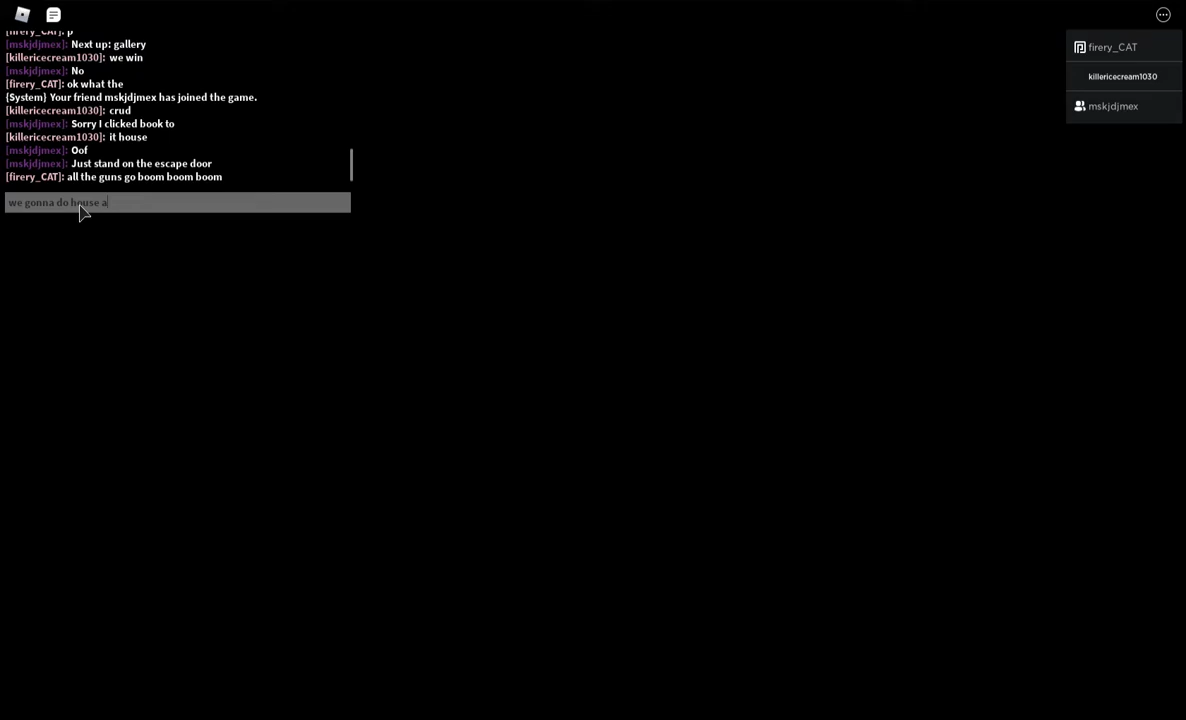 [firery_CAT]: p
[mskjdjmex]: Next up: gallery
[killericecream1030]: we win
[mskjdjmex]: No
[firery_CAT]: ok what the
{System} Your friend mskjdjmex has joined the game.
[killericecream1030]: crud
[mskjdjmex]: Sorry I clicked book to
[killericecream1030]: it house
[mskjdjmex]: Oof
[mskjdjmex]: Just stand on the escape door
[firery_CAT]: all the guns go boom boom boom
we gonna do house a
firery_CAT
killericecream1030
mskjdjmex